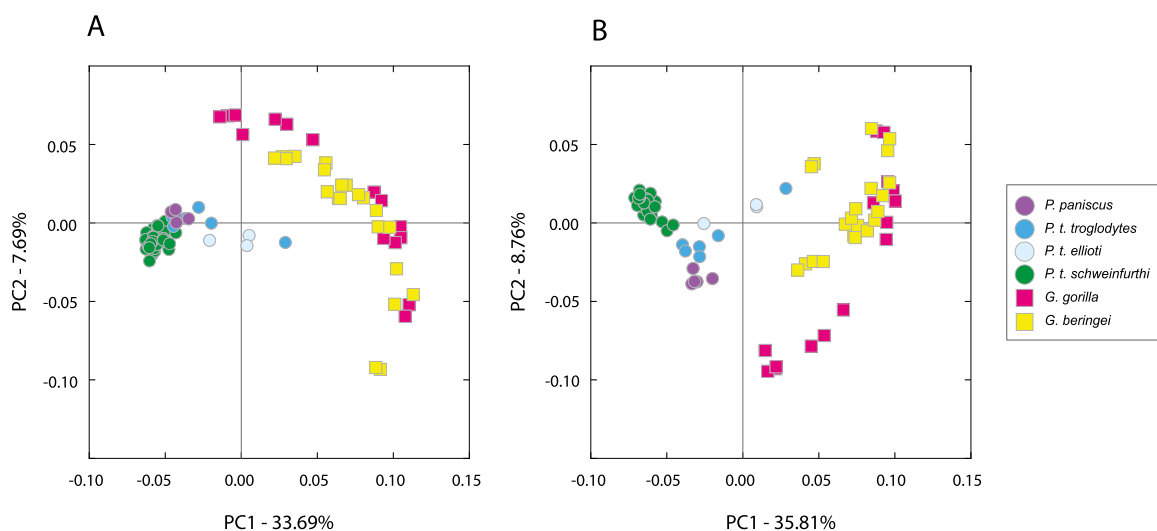 A
B
0.05
0.00
-0.05
-0.10
PC2 - 7.69%
-0.10
-0.05
0.00
0.05
0.10
0.15
PC1 - 33.69%
0.05
0.00
-0.05
-0.10
PC2 - 8.76%
-0.10
-0.05
0.00
0.05
0.10
0.15
PC1 - 35.81%
P. paniscus
P. t. troglodytes
P. t. ellioti
P. t. schweinfurthi
G. gorilla
G. beringei